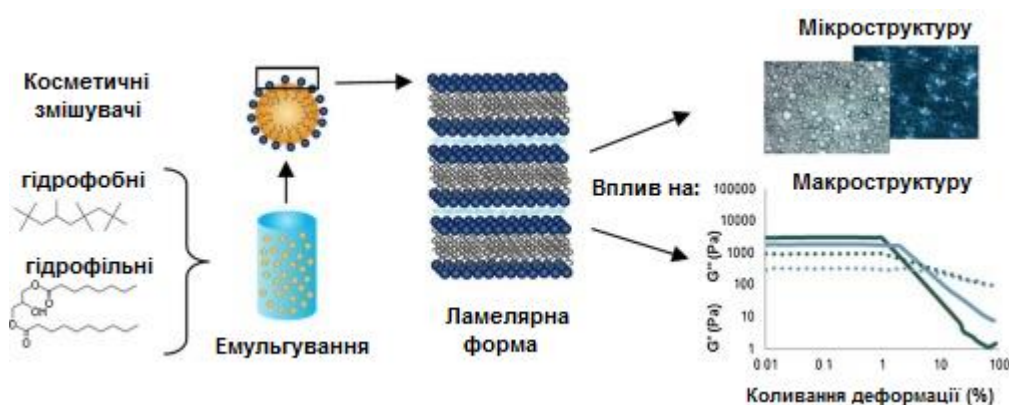 Косметичні
змішувачі
гідрофобні
гідрофільні
O
OH
O
O
O
Емульгування
Ламелярна
форма
Вплив на:
Мікроструктуру
Макроструктуру
100000
10000
1000
100
10
1
G'' (Pa)
G' (Pa)
0 01
0 1
1
10
100
Коливання деформації (%)